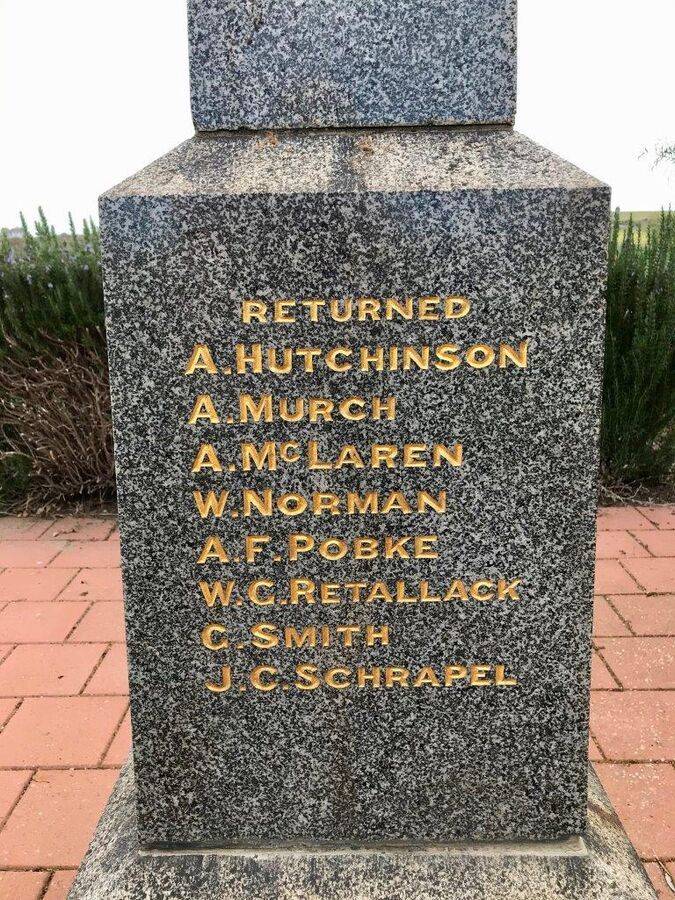 RETURNED
A. HUTCHINSON
A. MURCH
A. McLAREN
W. NORMAN
A. F. POBKE
W. C. RETALLACK
C. SMITH
J. C. SCHRAPEL